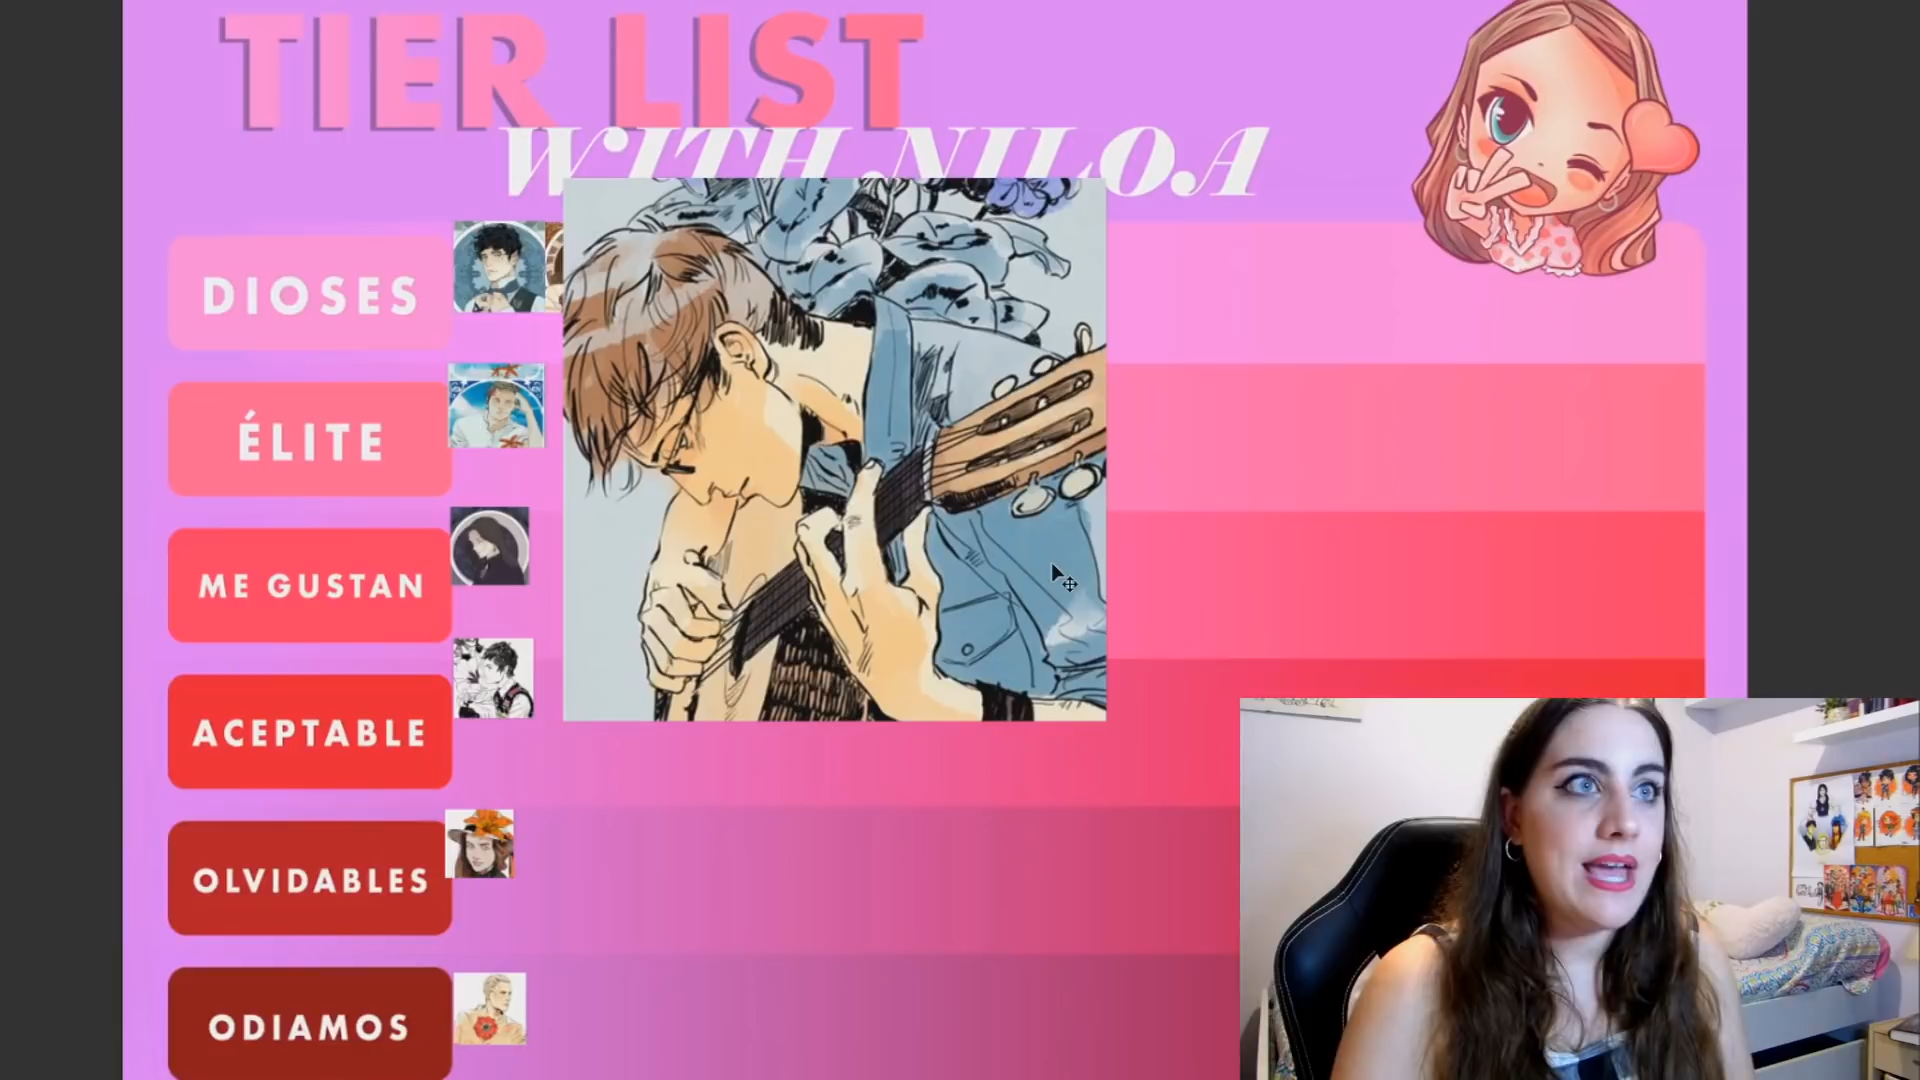 TIER LIST
WITH NILOA
DIOSES
ÉLITE
ME GUSTAN
ACEPTABLE
OLVIDABLES
ODIAMOS